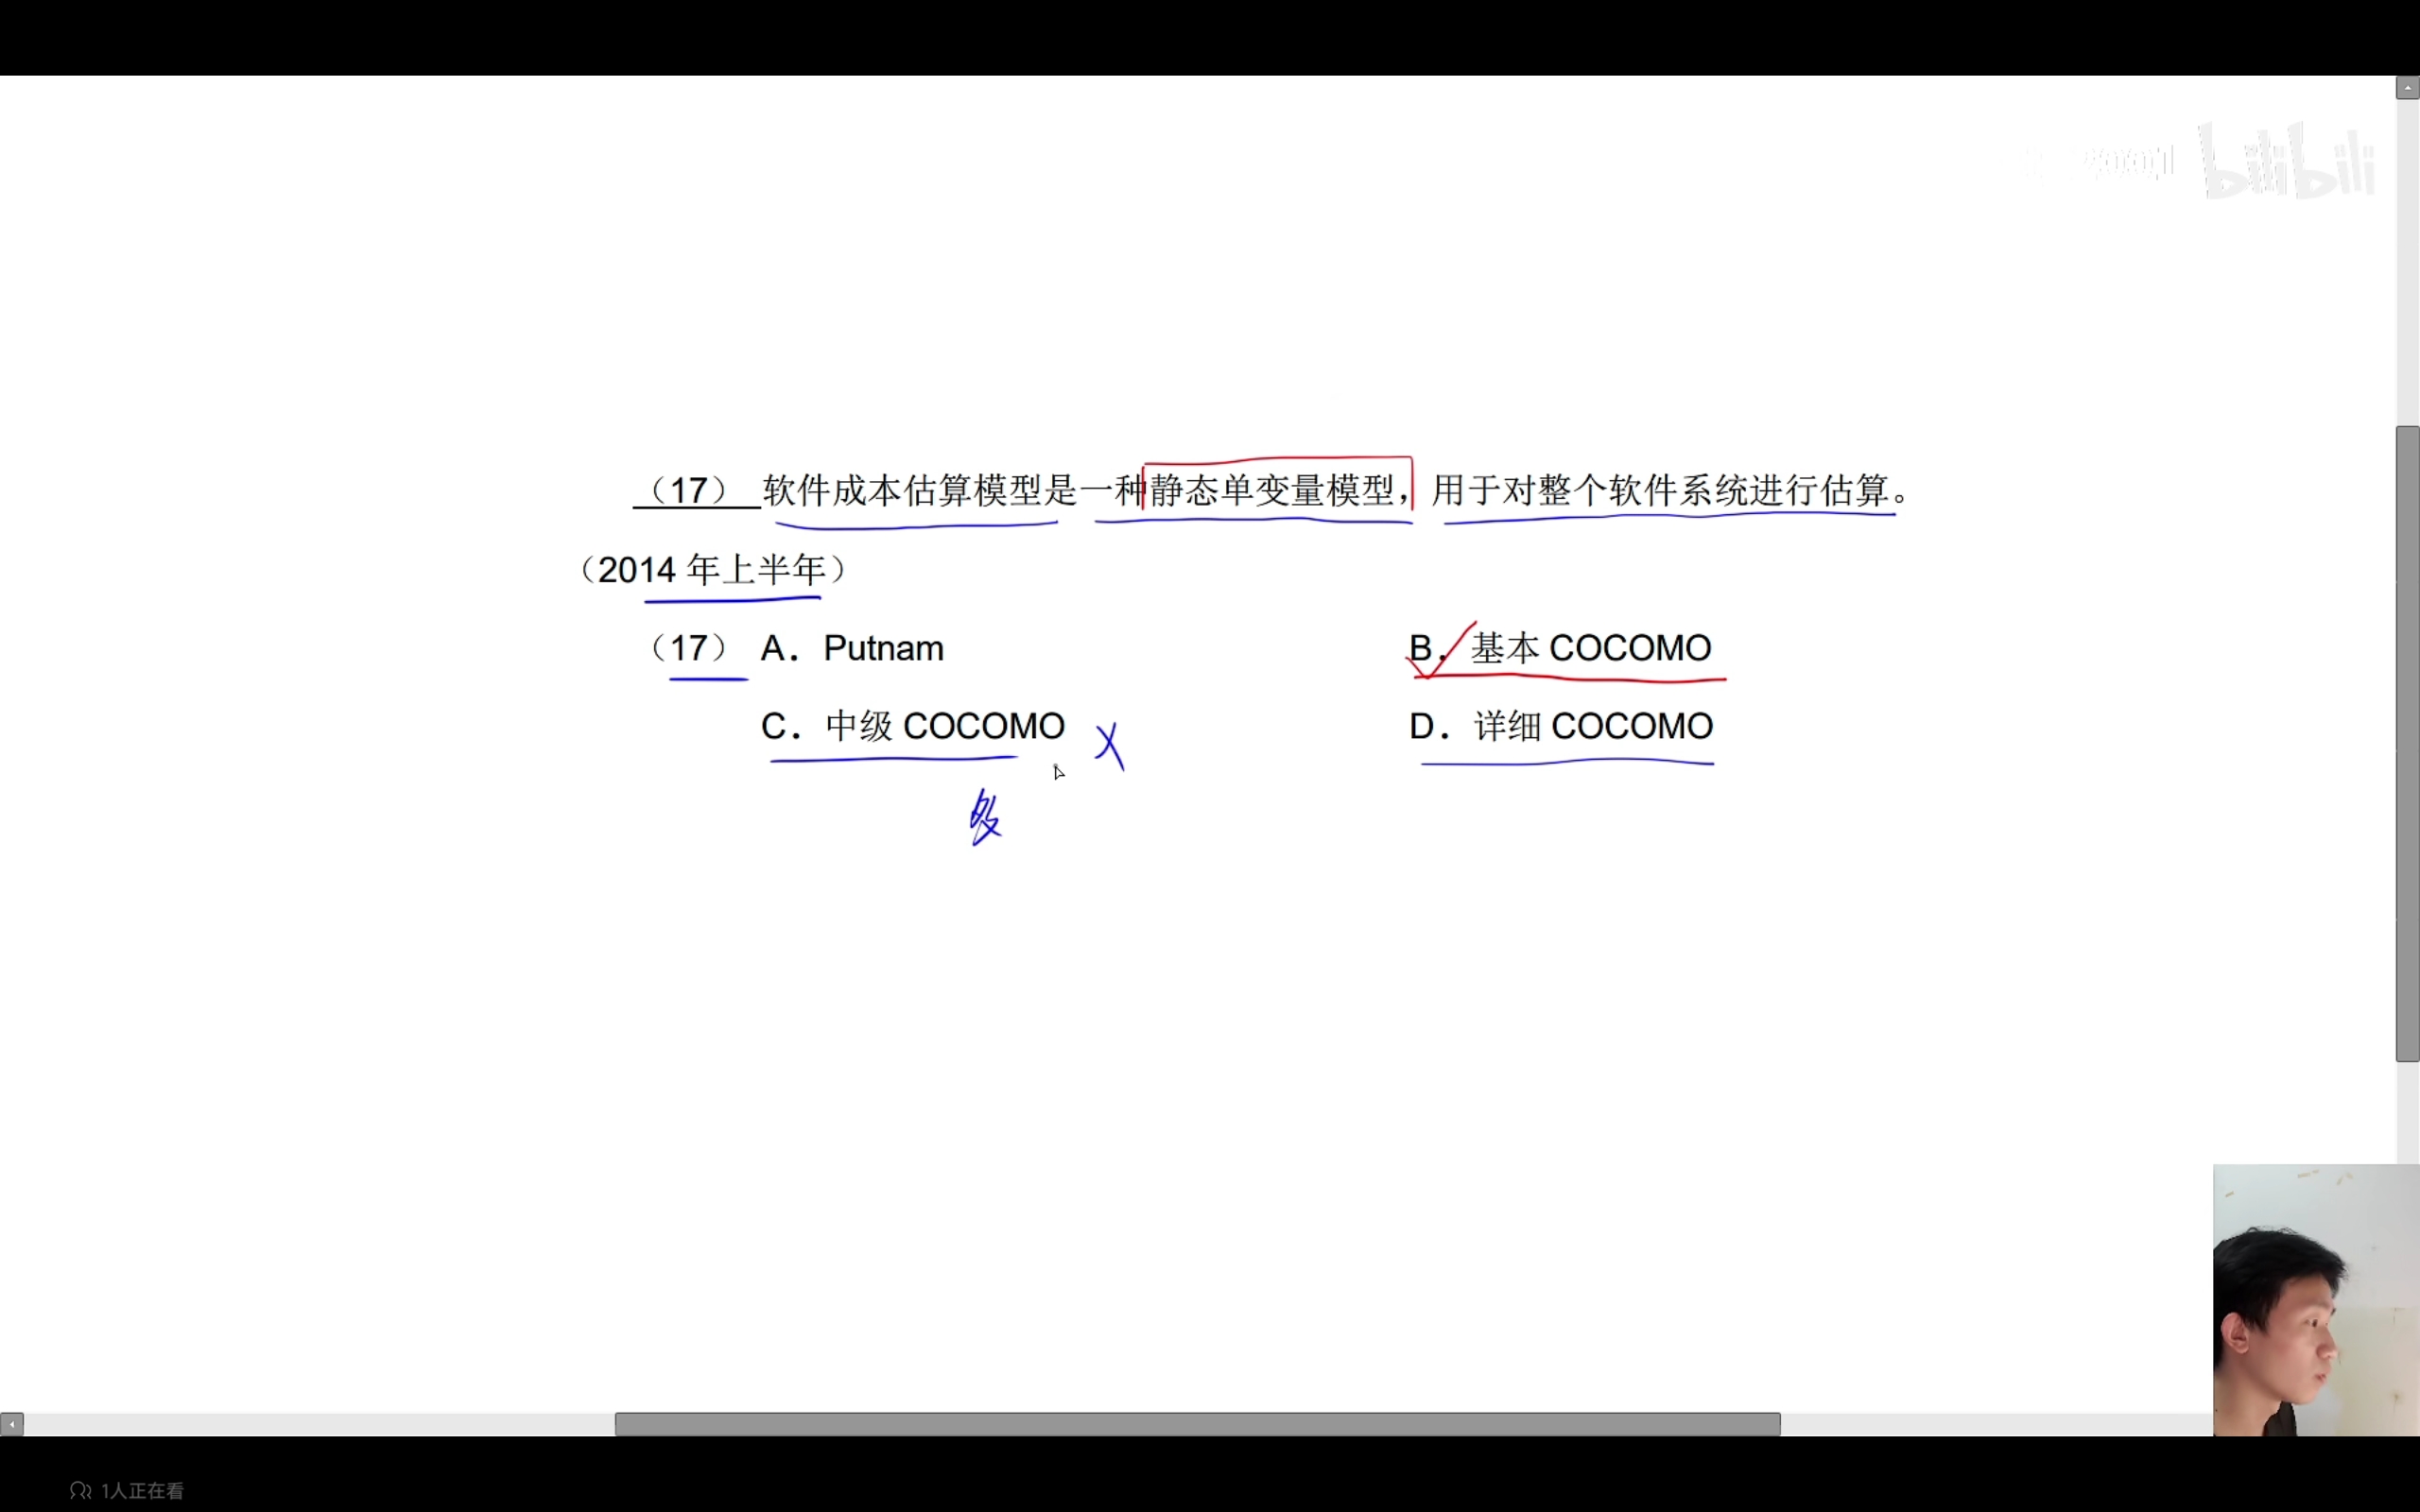 bilibili
（17） 软件成本估算模型是一种静态单变量模型，用于对整个软件系统进行估算。
（2014 年上半年）
（17） A． Putnam B． 基本 COCOMO
C． 中级 COCOMO D． 详细 COCOMO
多
1人正在看